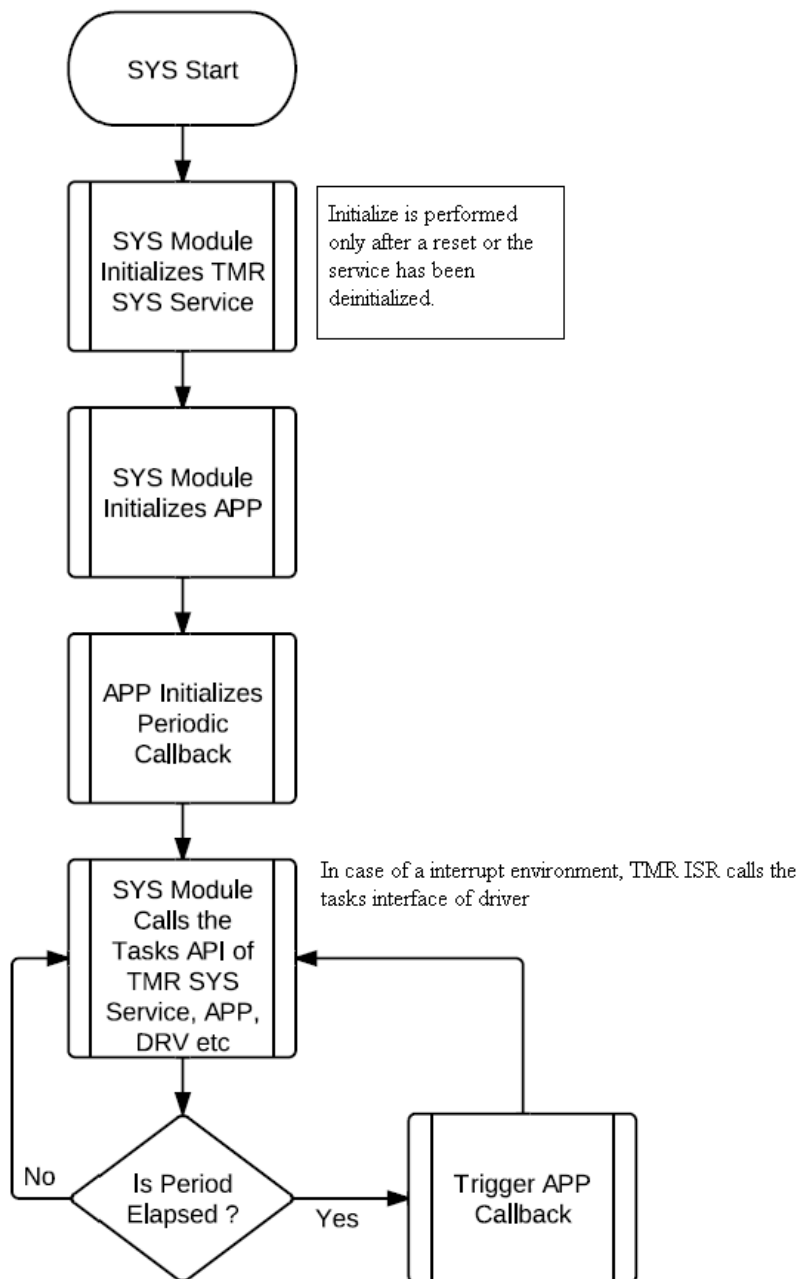 SYS Start
SYS Module
Initializes TMR
SYS Service
Initialize is performed
only after a reset or the
service has been
deinitialized.
SYS Module
Initializes APP
APP Initializes
Periodic
Callback
SYS Module
Calls the
Tasks API of
TMR SYS
Service, APP,
DRV etc
In case of a interrupt environment, TMR ISR calls the
tasks interface of driver
No
Is Period
Elapsed ?
Yes
Trigger APP
Callback